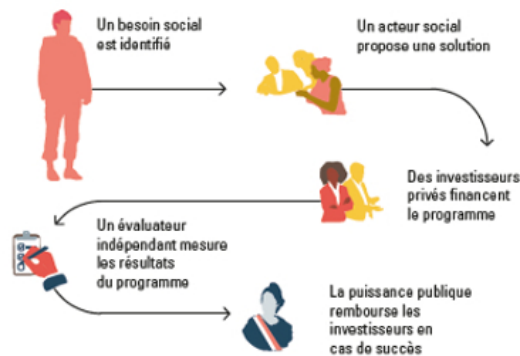 Un besoin social
est identifié
Un acteur social
propose une solution
Des investisseurs
privés financent
le programme
Un évaluateur
indépendant mesure
les résultats
du programme
La puissance publique
rembourse les
investisseurs en
cas de succès